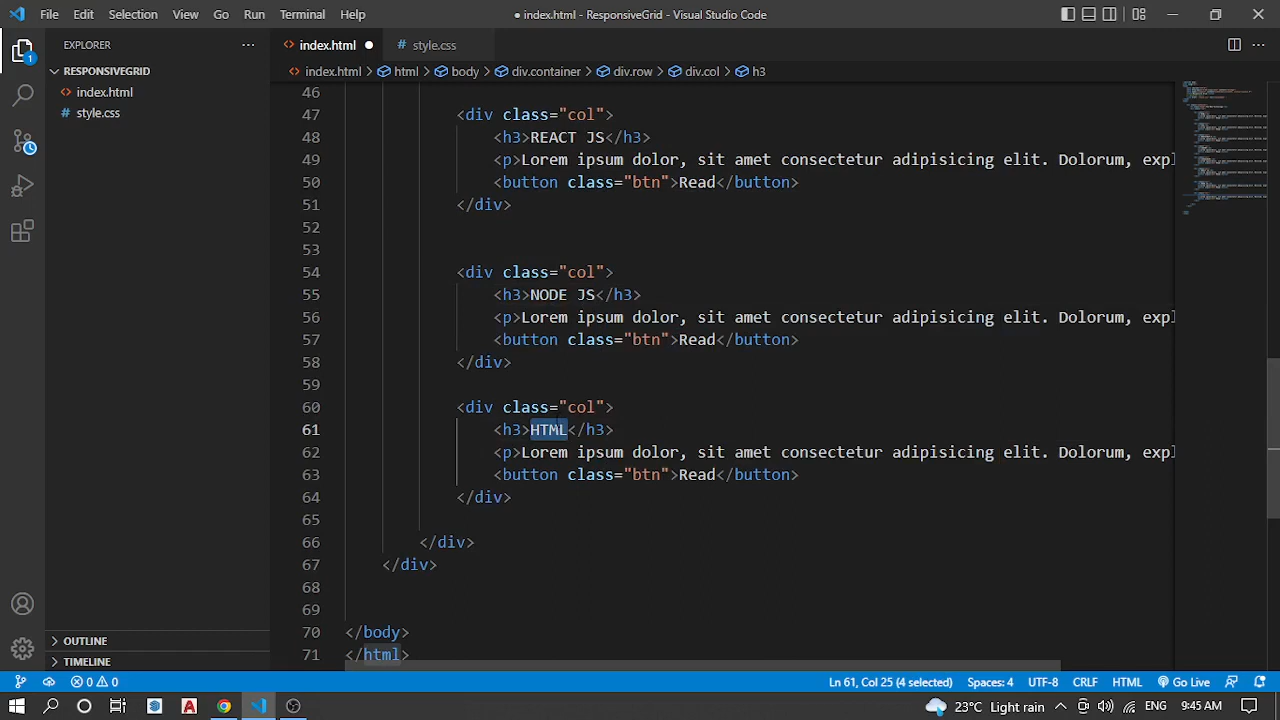 File Edit Selection View Go Run Terminal Help
● index.html - ResponsiveGrid - Visual Studio Code
EXPLORER
RESPONSIVEGRID
<> index.html
# style.css
OUTLINE
TIMELINE
1
<> index.html ● # style.css
<> index.html > html > body > div.container > div.row > div.col > h3
46
47 <div class="col">
48 <h3>REACT JS</h3>
49 <p>Lorem ipsum dolor, sit amet consectetur adipisicing elit. Dolorum, expl
50 <button class="btn">Read</button>
51 </div>
52
53
54 <div class="col">
55 <h3>NODE JS</h3>
56 <p>Lorem ipsum dolor, sit amet consectetur adipisicing elit. Dolorum, expl
57 <button class="btn">Read</button>
58 </div>
59
60 <div class="col">
61 <h3>HTML</h3>
62 <p>Lorem ipsum dolor, sit amet consectetur adipisicing elit. Dolorum, expl
63 <button class="btn">Read</button>
64 </div>
65
66 </div>
67 </div>
68
69
70 </body>
71 </html>
0 0 Ln 61, Col 25 (4 selected) Spaces: 4 UTF-8 CRLF HTML Go Live
23°C Light rain ENG 9:45 AM